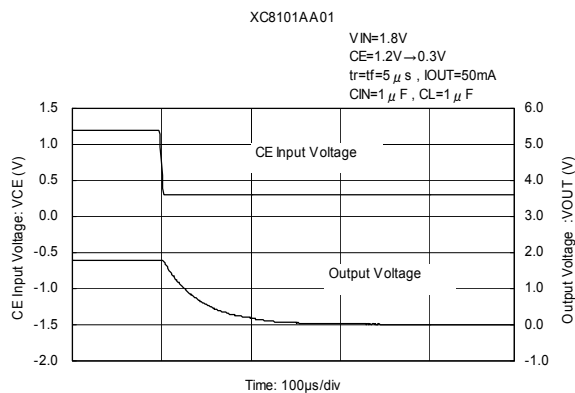 XC8101AA01
VIN=1.8V
CE=1.2V→0.3V
tr=tf=5μs , IOUT=50mA
CIN=1μF , CL=1μF
CE Input Voltage: VCE (V)
1.5
1.0
0.5
0.0
-0.5
-1.0
-1.5
-2.0
CE Input Voltage
Output Voltage
6.0
5.0
4.0
3.0
2.0
1.0
0.0
-1.0
Output Voltage :VOUT (V)
Time: 100μs/div